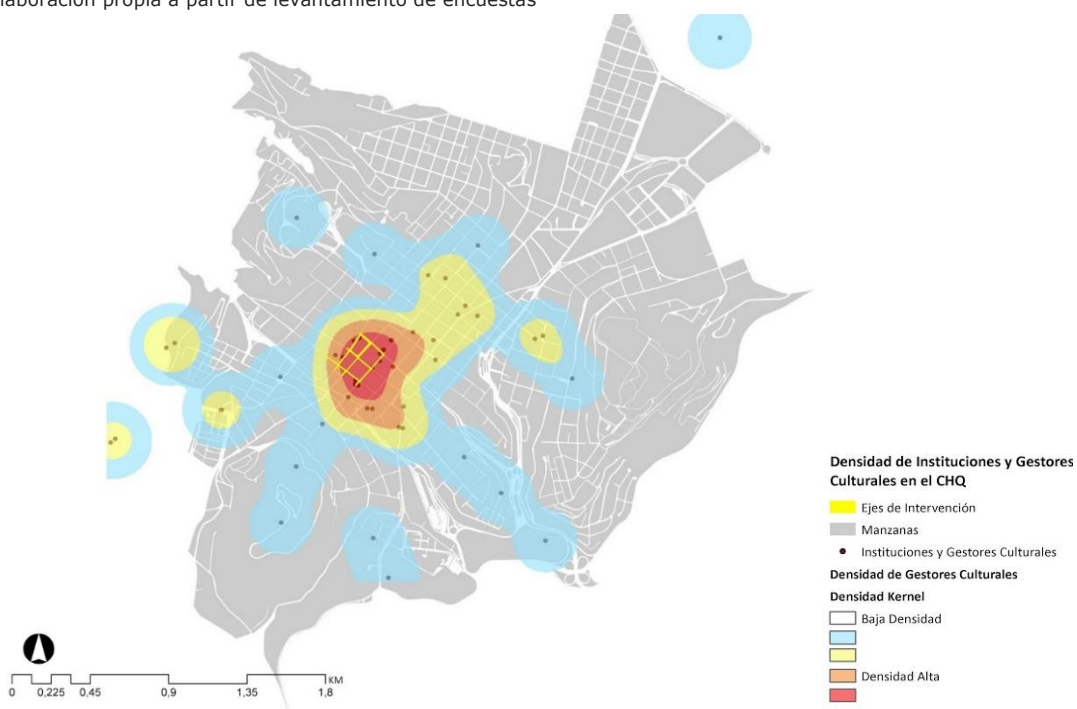 laboración propia a partir de levantamiento de encuestas
Densidad de Instituciones y Gestores
Culturales en el CHQ
Ejes de Intervención
Manzanas
Instituciones y Gestores Culturales
Densidad de Gestores Culturales
Densidad Kernel
Baja Densidad
Densidad Alta
KM
0 0,225 0,45 0,9 1,35 1,8